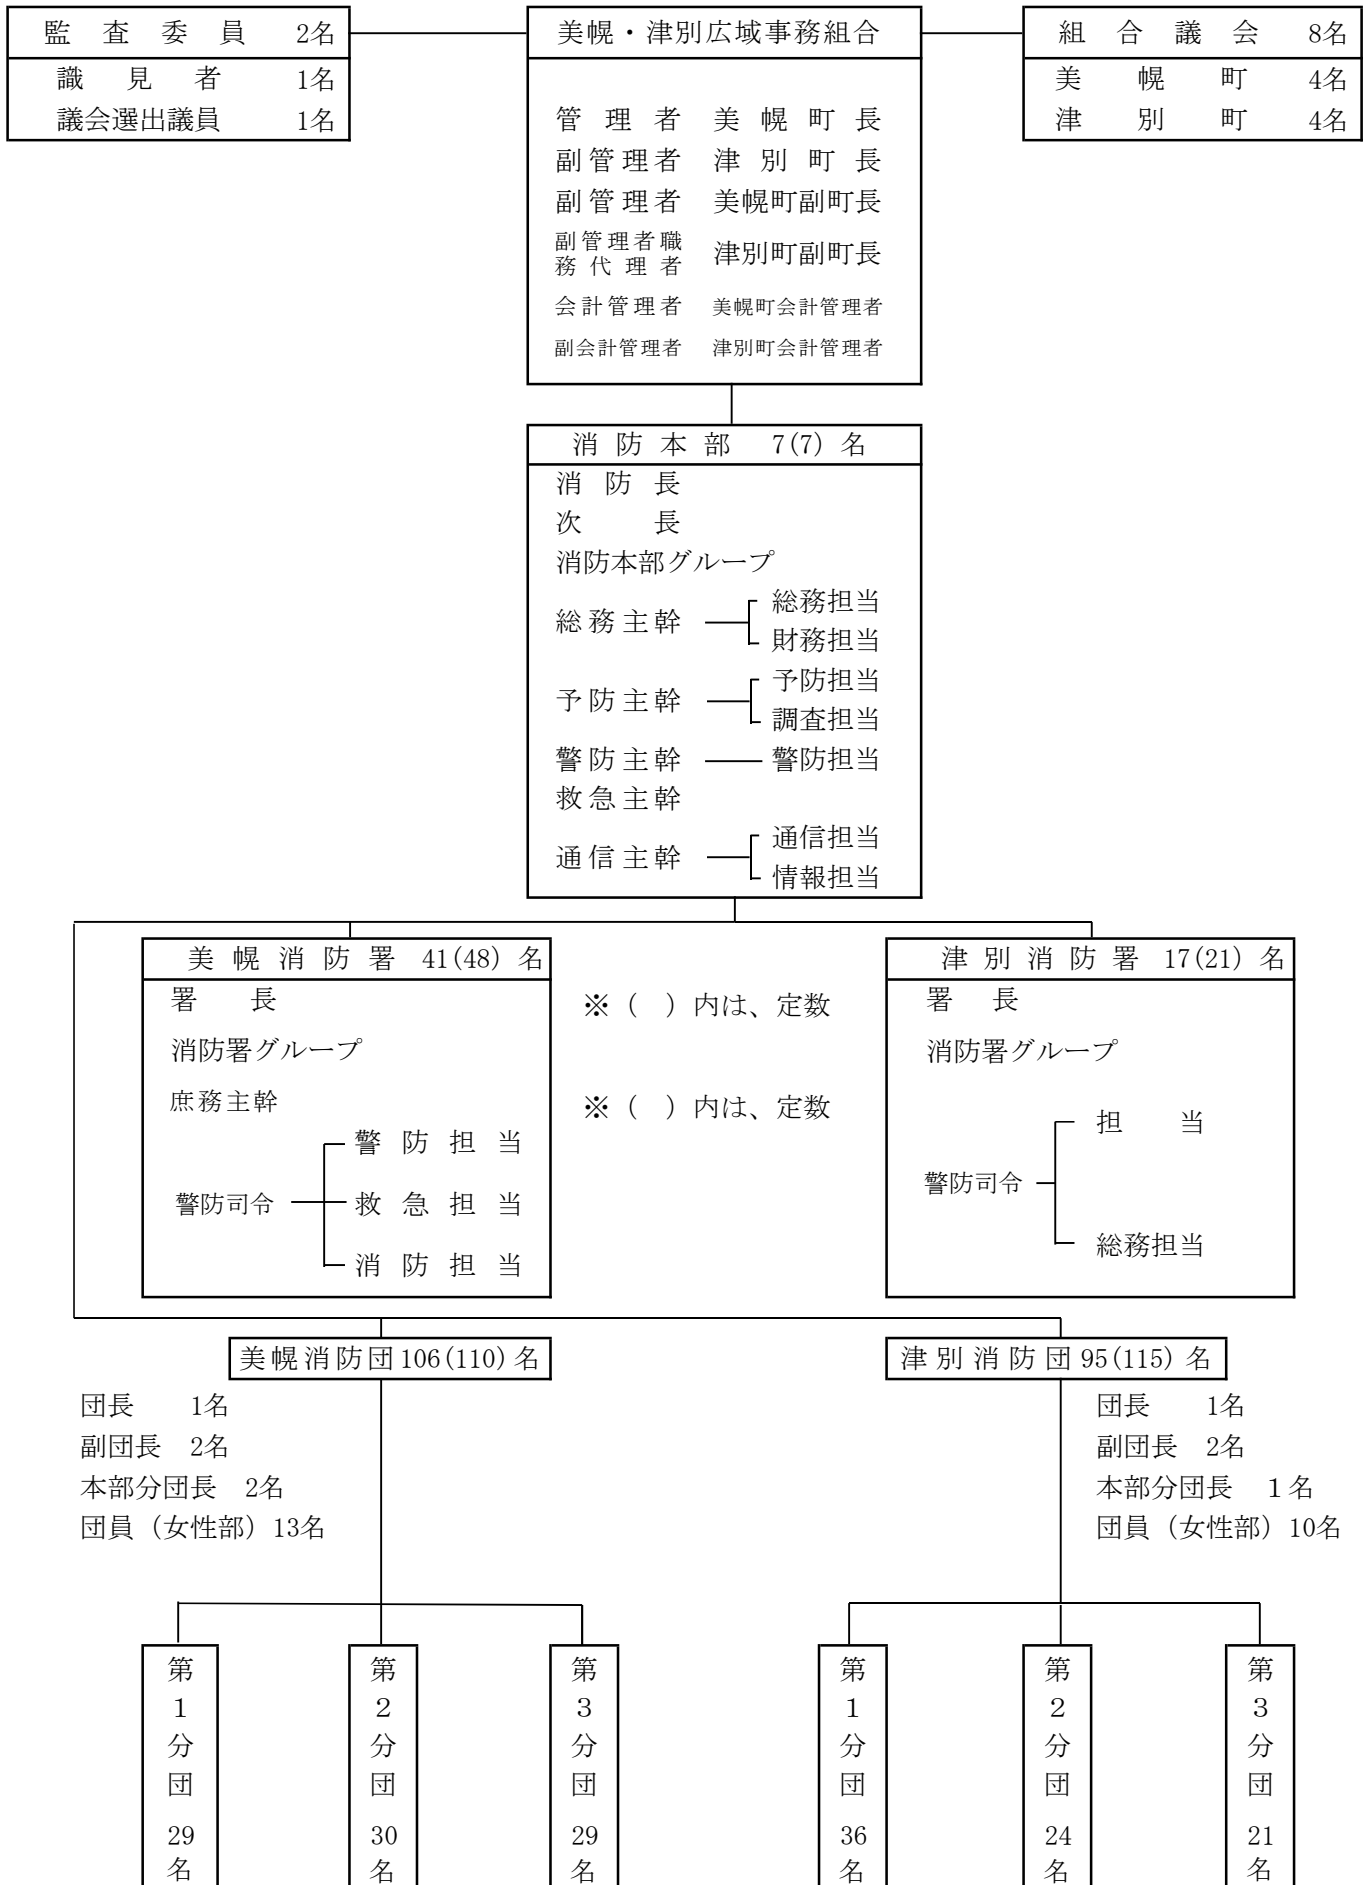 監査委員 2名
識見者 1名
議会選出議員 1名
美幌・津別広域事務組合
管理者 美幌町長
副管理者 津別町長
副管理者 美幌町副町長
副管理者職務代理者 津別町副町長
会計管理者 美幌町会計管理者
副会計管理者 津別町会計管理者
組合議会 8名
美幌町 4名
津別町 4名
消防本部 7(7)名
消防長
次長
消防本部グループ
総務主幹
総務担当
財務担当
予防主幹
予防担当
調査担当
警防主幹 警防担当
救急主幹
通信主幹
通信担当
情報担当
美幌消防署 41(48)名
署長
消防署グループ
庶務主幹
警防司令
警防担当
救急担当
消防担当
※（ ）内は、定数
※（ ）内は、定数
津別消防署 17(21)名
署長
消防署グループ
警防司令
担当
総務担当
美幌消防団106(110)名
団長 1名
副団長 2名
本部分団長 2名
団員（女性部）13名
第1分団 29名
第2分団 30名
第3分団 29名
津別消防団95(115)名
団長 1名
副団長 2名
本部分団長 １名
団員（女性部）10名
第1分団 36名
第2分団 24名
第3分団 21名